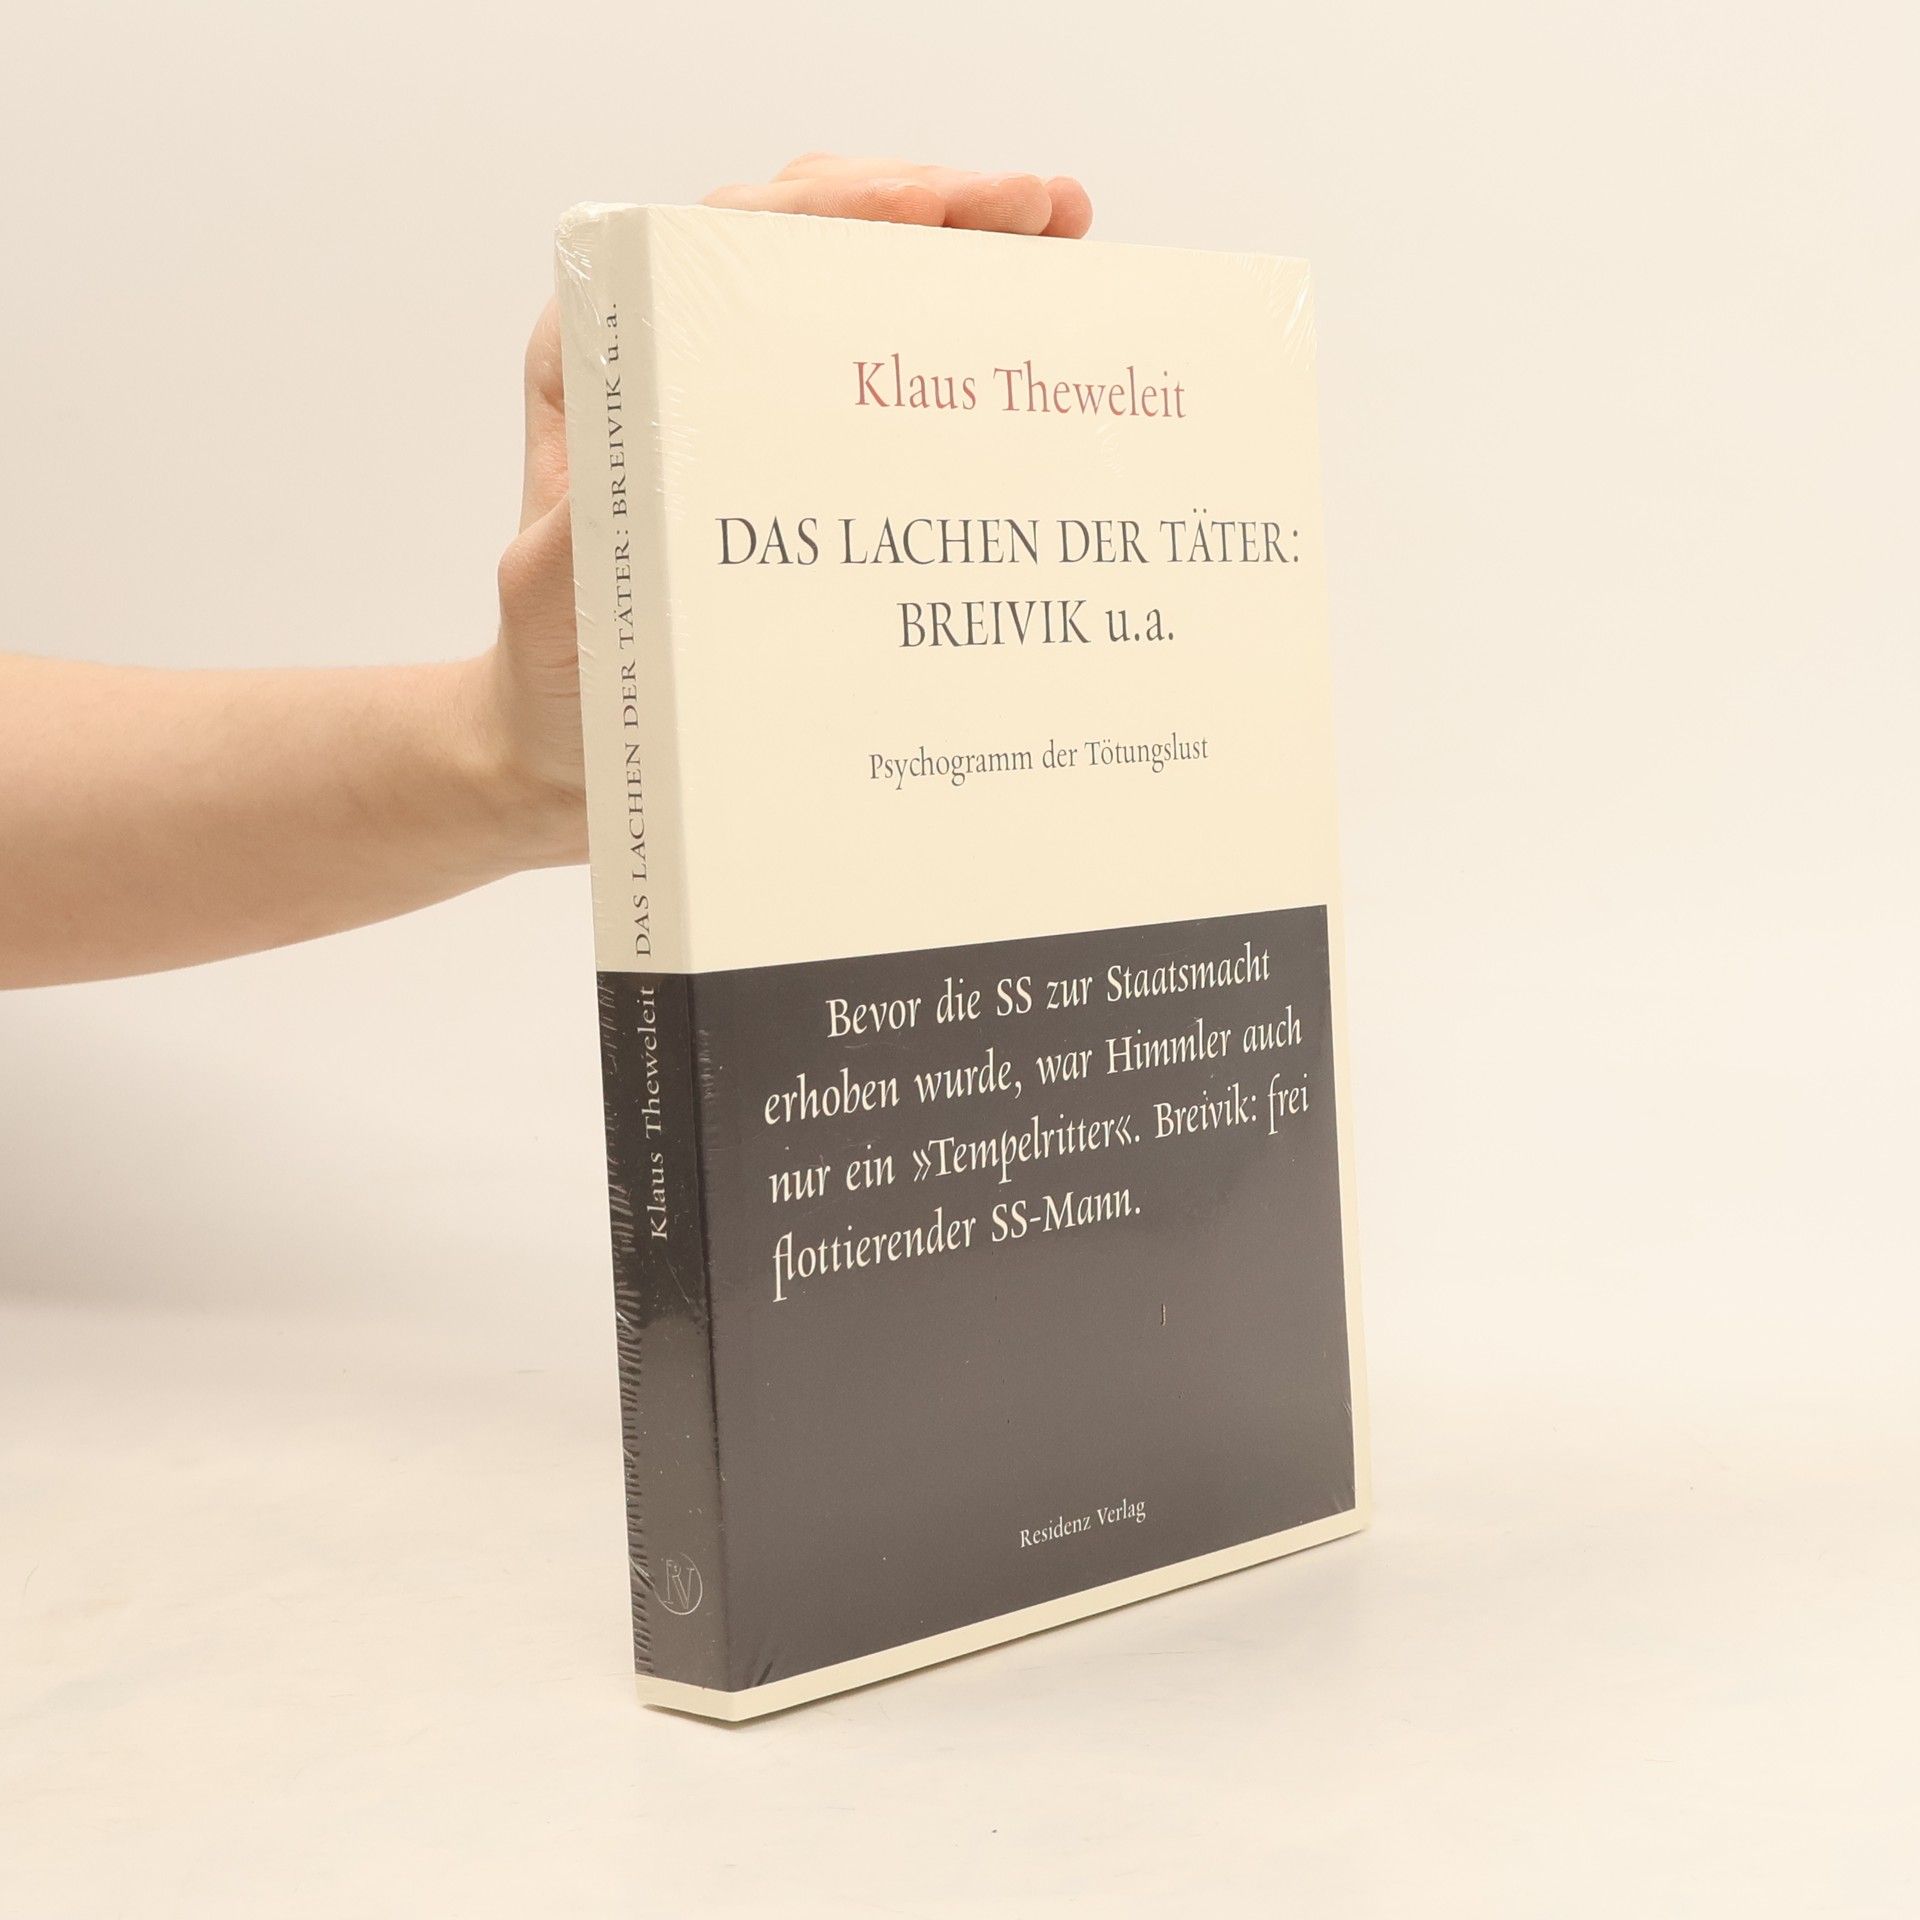 Klaus Theweleit
DAS LACHEN DER TÄTER:
BREIVIK u.a.
Psychogramm der Tötungslust
Bevor die SS zur Staatsmacht
erhoben wurde, war Himmler auch
nur ein »Tempelritter«. Breivik: frei
flottierender SS-Mann.
Residenz Verlag
Klaus Theweleit DAS LACHEN DER TÄTER: BREIVIK u.a.
RV